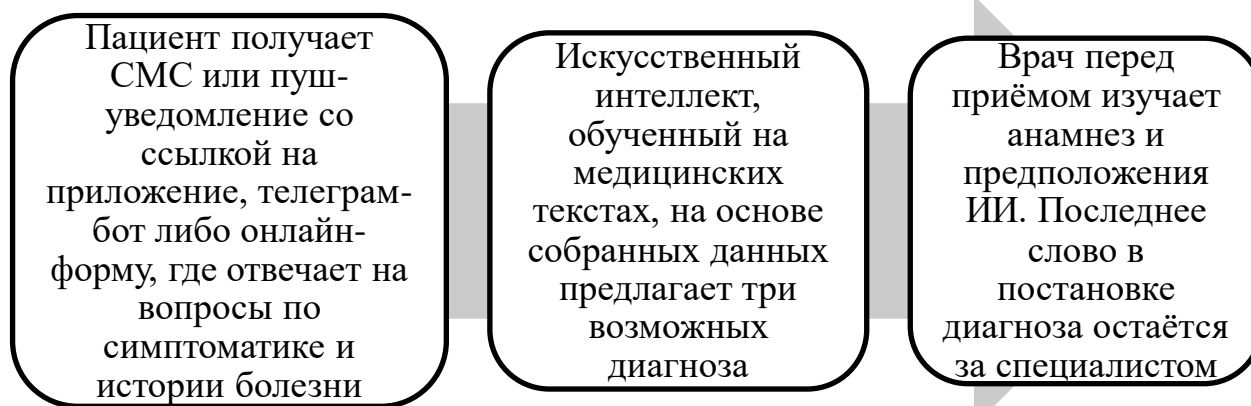 Пациент получает
СМС или пуш-
уведомление со
ссылкой на
приложение, телеграм-
бот либо онлайн-
форму, где отвечает на
вопросы по
симптоматике и
истории болезни
Искусственный
интеллект,
обученный на
медицинских
текстах, на основе
собранных данных
предлагает три
возможных
диагноза
Врач перед
приёмом изучает
анамнез и
предположения
ИИ. Последнее
слово в
постановке
диагноза остаётся
за специалистом